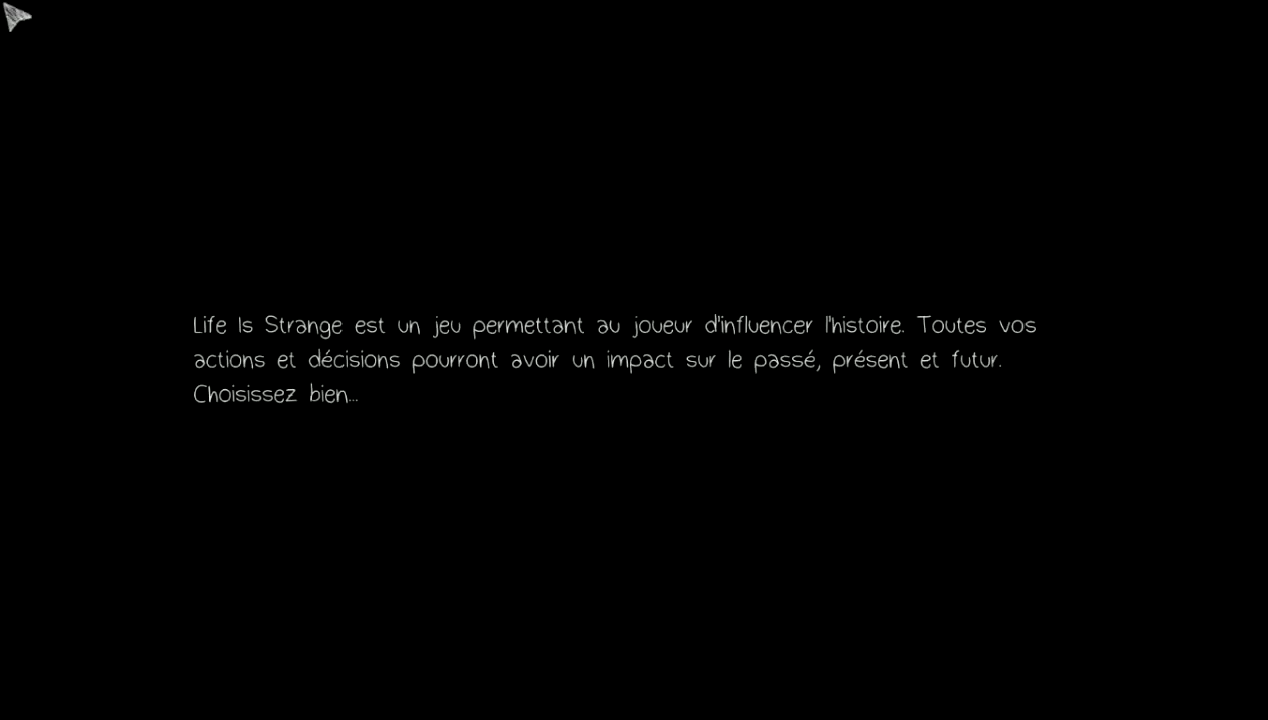 Life Is Strange est un jeu permettant au joueur d'influencer l'histoire. Toutes vos
actions et décisions pourront avoir un impact sur le passé, présent et futur.
Choisissez bien...